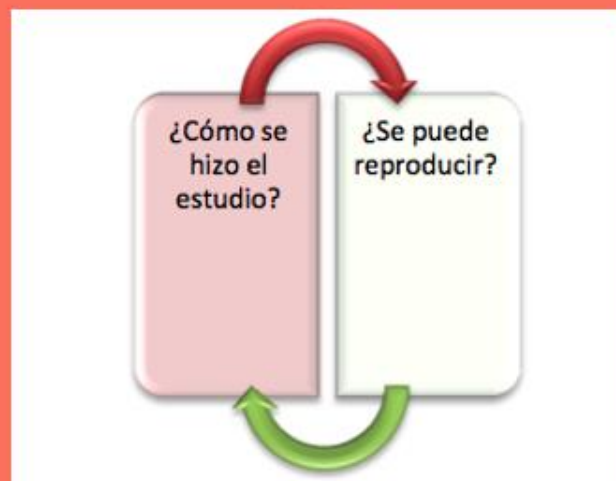 ¿Cómo se
hizo el
estudio?
¿Se puede
reproducir?